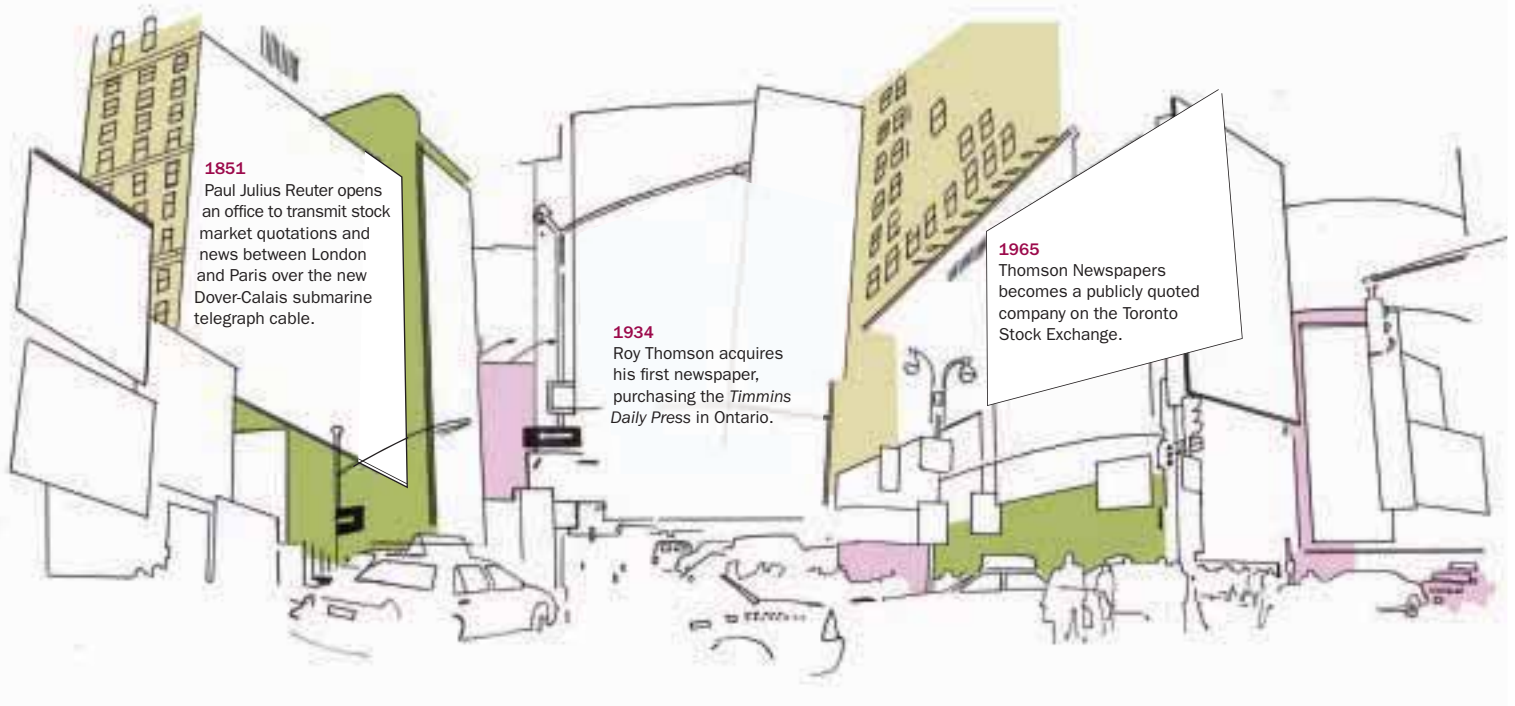 1851
Paul Julius Reuter opens
an office to transmit stock
market quotations and
news between London
and Paris over the new
Dover-Calais submarine
telegraph cable.
1934
Roy Thomson acquires
his first newspaper,
purchasing the Timmins
Daily Press in Ontario.
1965
Thomson Newspapers
becomes a publicly quoted
company on the Toronto
Stock Exchange.